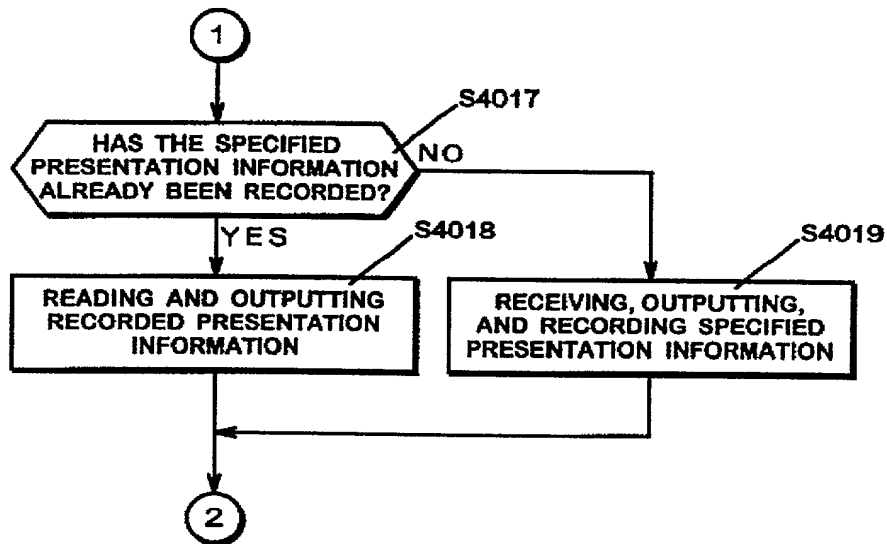 1
S4017
HAS THE SPECIFIED
PRESENTATION INFORMATION
ALREADY BEEN RECORDED?
NO
YES
S4018
S4019
READING AND OUTPUTTING
RECORDED PRESENTATION
INFORMATION
RECEIVING, OUTPUTTING,
AND RECORDING SPECIFIED
PRESENTATION INFORMATION
2